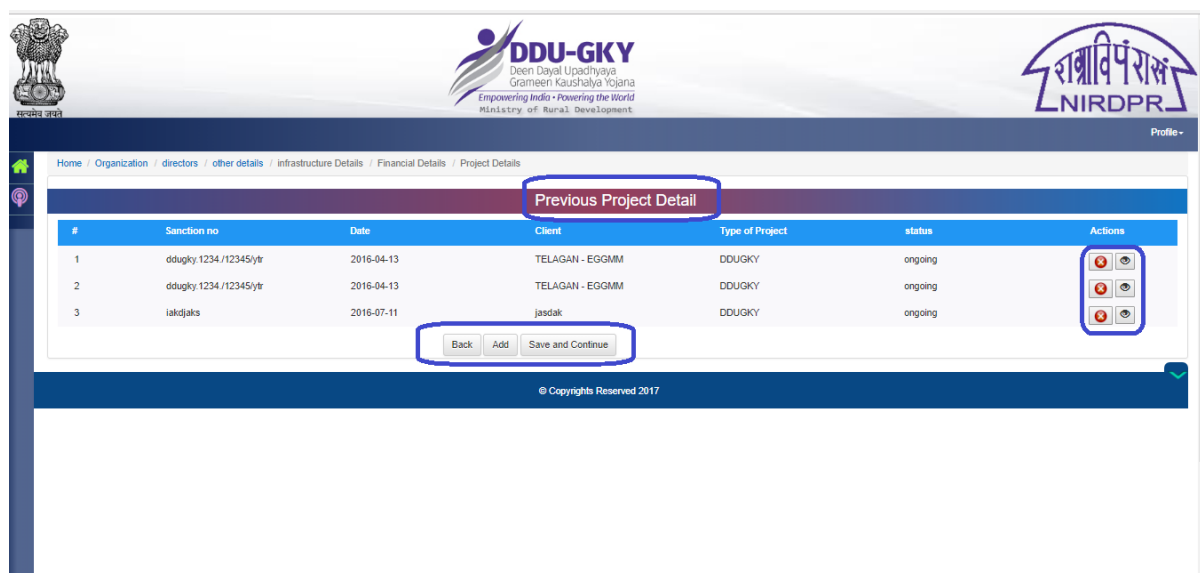 सत्यमेव जयते
DDU-GKY
Deen Dayal Upadhyaya
Grameen Kaushalya Yojana
Empowering India • Powering the World
Ministry of Rural Development
राग्राविपंरासं
NIRDPR
Profile
Home / Organization / directors / other details / infrastructure Details / Financial Details / Project Details
Previous Project Detail
# Sanction no Date Client Type of Project status Actions
1 ddugky.1234./12345/ytr 2016-04-13 TELAGAN - EGGMM DDUGKY ongoing
2 ddugky.1234./12345/ytr 2016-04-13 TELAGAN - EGGMM DDUGKY ongoing
3 iakdjaks 2016-07-11 jasdak DDUGKY ongoing
Back Add Save and Continue
© Copyrights Reserved 2017